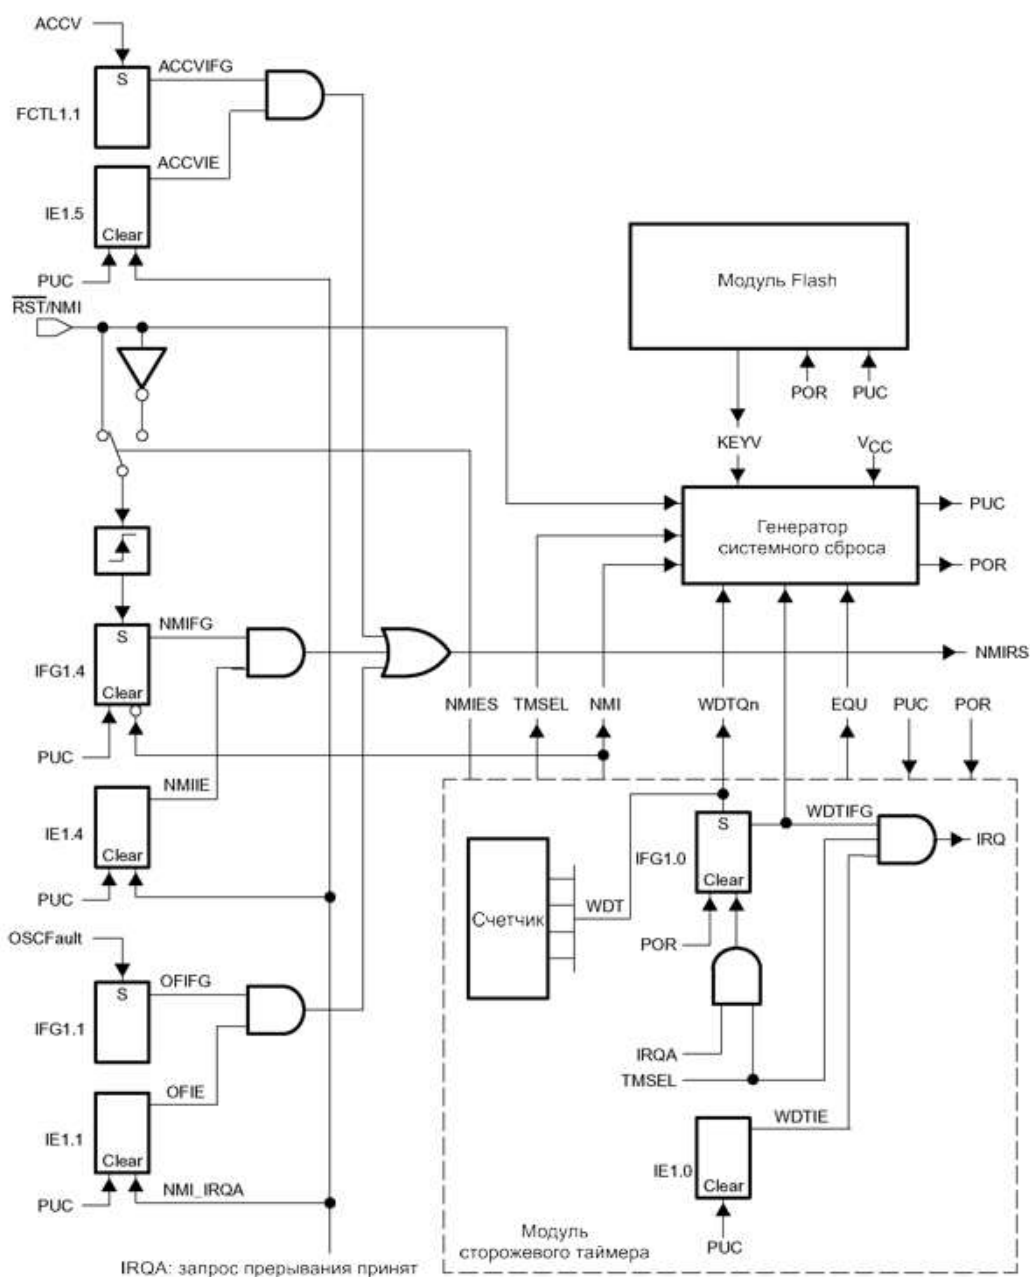 ACCV
S
ACCVIFG
FCTL1.1
ACCVIE
IE1.5
Clear
PUC
RST/NMI
Модуль Flash
POR
PUC
KEYV
VCC
Генератор
системного сброса
PUC
POR
S
NMIFG
IFG1.4
Clear
PUC
NMIRS
NMIES
TMSEL
NMI
WDTQn
EQU
PUC
POR
NMIIE
IE1.4
Clear
PUC
S
WDTIFG
IRQ
IFG1.0
Clear
Счетчик
WDT
POR
OSCFault
S
OFIFG
IFG1.1
IRQA
TMSEL
OFIE
IE1.1
Clear
NMI_IRQA
PUC
WDTIE
IE1.0
Clear
PUC
Модуль
сторожевого таймера
IRQA: запрос прерывания принят